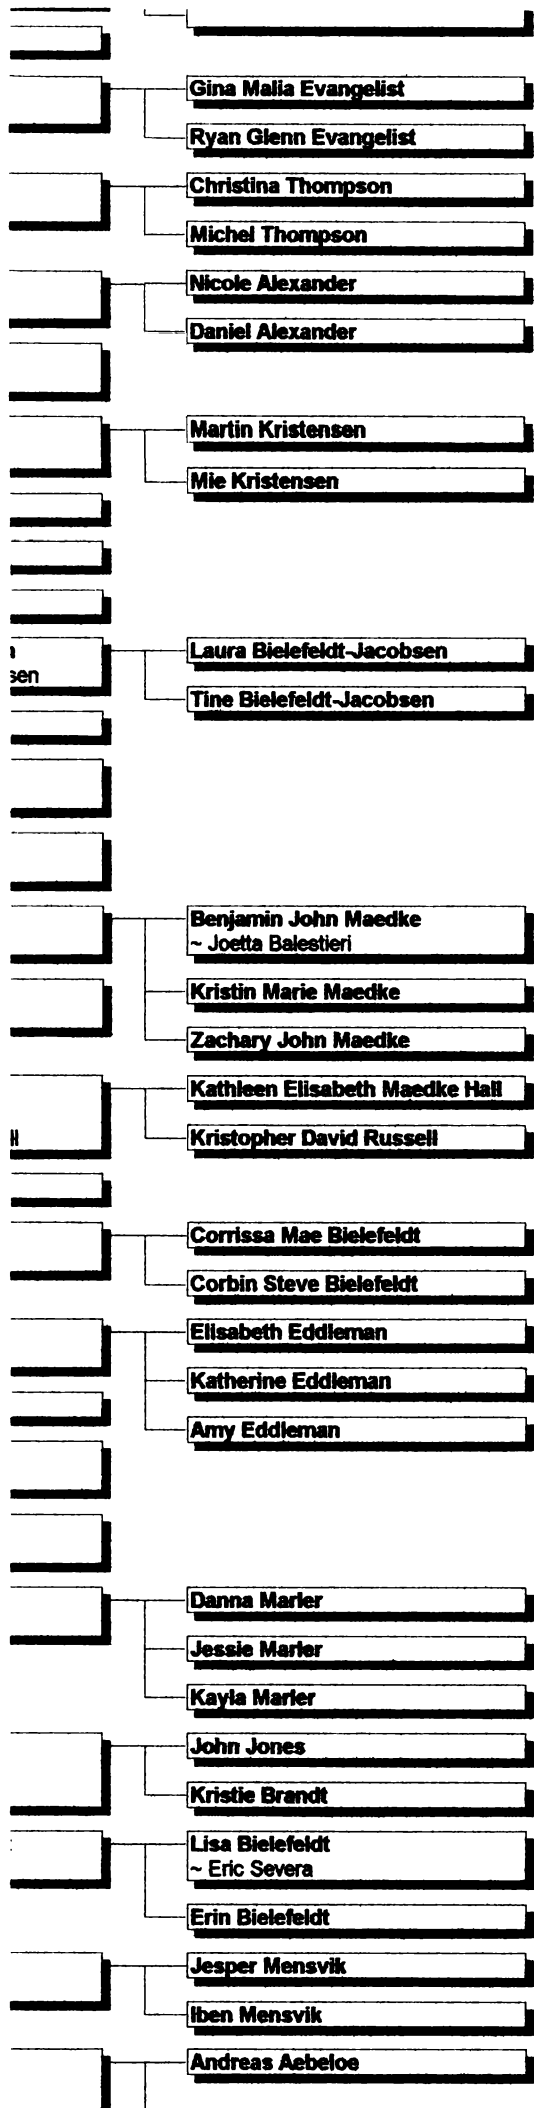 Gina Malia Evangelist
Ryan Glenn Evangelist
Christina Thompson
Michel Thompson
Nicole Alexander
Daniel Alexander
Martin Kristensen
Mie Kristensen
sen
Laura Bielefeldt-Jacobsen
Tine Bielefeldt-Jacobsen
Benjamin John Maedke
~ Joetta Balestieri
Kristin Marie Maedke
Zachary John Maedke
Kathleen Elisabeth Maedke Hall
ll
Kristopher David Russell
Corrissa Mae Bielefeldt
Corbin Steve Bielefeldt
Elisabeth Eddleman
Katherine Eddleman
Amy Eddleman
Danna Marler
Jessie Marler
Kayla Marler
John Jones
Kristie Brandt
Lisa Bielefeldt
~ Eric Severa
Erin Bielefeldt
Jesper Mensvik
Iben Mensvik
Andreas Aebeloe